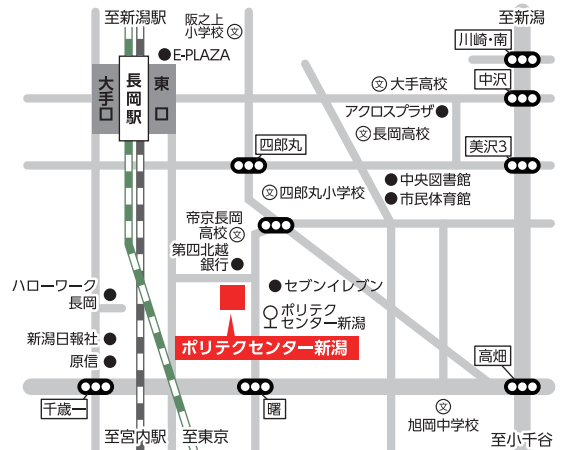 至新潟駅
阪之上
小学校
文
至新潟
川崎・南
E-PLAZA
中沢
大手口
長岡駅
東口
文
大手高校
アクロスプラザ
文
長岡高校
四郎丸
美沢3
中央図書館
文
四郎丸小学校
市民体育館
帝京長岡
高校
文
第四北越
銀行
ハローワーク
長岡
セブンイレブン
ポリテク
センター新潟
新潟日報社
ポリテクセンター新潟
原信
高畑
千歳一
曙
文
旭岡中学校
至宮内駅
至東京
至小千谷